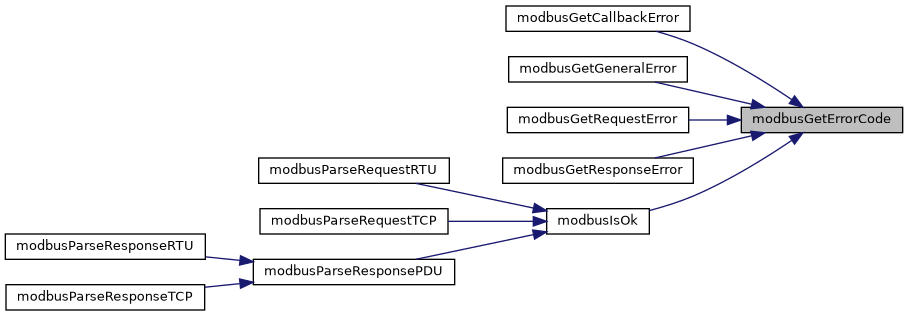 modbusGetCallbackError
modbusGetGeneralError
modbusGetErrorCode
modbusGetRequestError
modbusGetResponseError
modbusParseRequestRTU
modbusParseRequestTCP
modbusIsOk
modbusParseResponseRTU
modbusParseResponsePDU
modbusParseResponseTCP